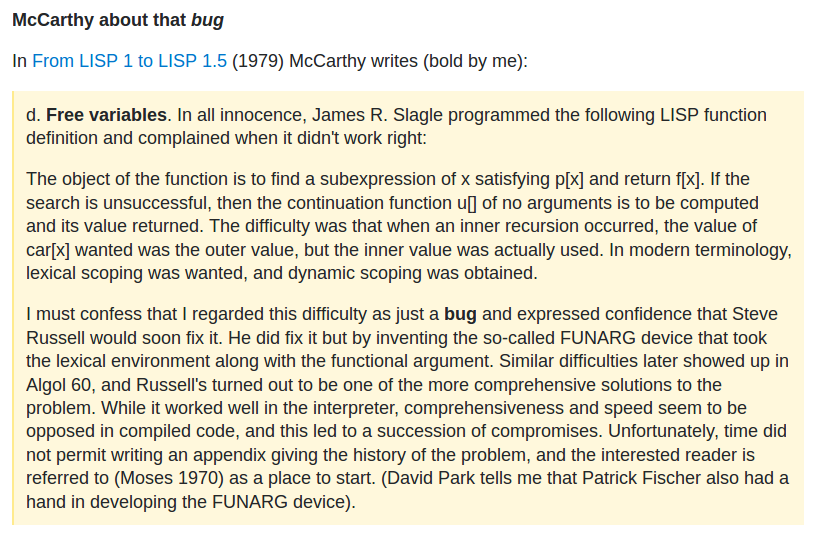 McCarthy about that bug
In From LISP 1 to LISP 1.5 (1979) McCarthy writes (bold by me):
d. Free variables. In all innocence, James R. Slagle programmed the following LISP function
definition and complained when it didn't work right:
The object of the function is to find a subexpression of x satisfying p[x] and return f[x]. If the
search is unsuccessful, then the continuation function u[] of no arguments is to be computed
and its value returned. The difficulty was that when an inner recursion occurred, the value of
car[x] wanted was the outer value, but the inner value was actually used. In modern terminology,
lexical scoping was wanted, and dynamic scoping was obtained.
I must confess that I regarded this difficulty as just a bug and expressed confidence that Steve
Russell would soon fix it. He did fix it but by inventing the so-called FUNARG device that took
the lexical environment along with the functional argument. Similar difficulties later showed up in
Algol 60, and Russell's turned out to be one of the more comprehensive solutions to the
problem. While it worked well in the interpreter, comprehensiveness and speed seem to be
opposed in compiled code, and this led to a succession of compromises. Unfortunately, time did
not permit writing an appendix giving the history of the problem, and the interested reader is
referred to (Moses 1970) as a place to start. (David Park tells me that Patrick Fischer also had a
hand in developing the FUNARG device).